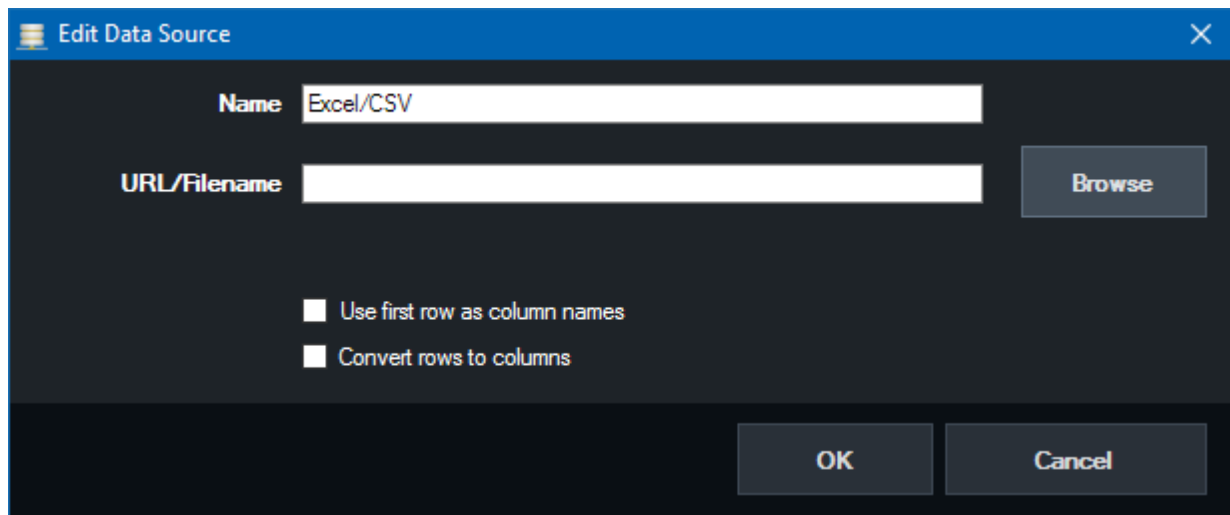 Edit Data Source
Name Excel/CSV
URL/Filename Browse
Use first row as column names
Convert rows to columns
OK Cancel